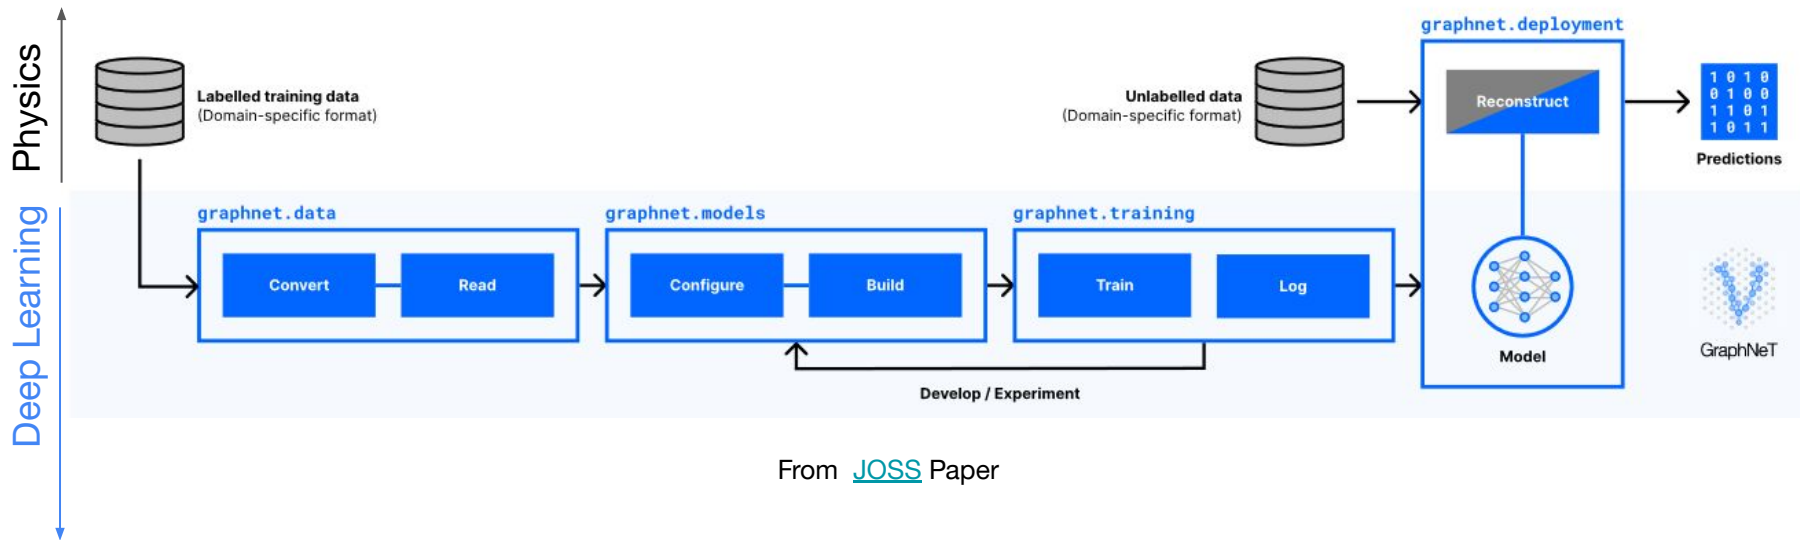 Physics
Deep Learning
graphnet.deployment
Labelled training data
(Domain-specific format)
Unlabelled data
(Domain-specific format)
Reconstruct
1 0 1 0
0 1 0 0
1 1 0 1
1 0 1 1
Predictions
graphnet.data
graphnet.models
graphnet.training
Convert
Read
Configure
Build
Train
Log
Model
GraphNeT
Develop / Experiment
From JOSS Paper